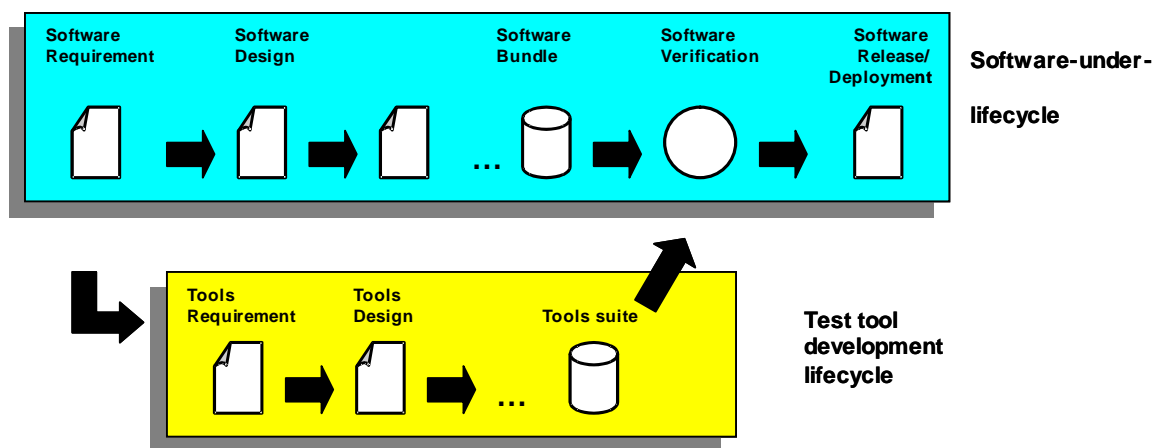 Software
Requirement
Software
Design
Software
Bundle
Software
Verification
Software
Release/
Deployment
Software-under-
lifecycle
...
Tools
Requirement
Tools
Design
Tools suite
...
Test tool
development
lifecycle